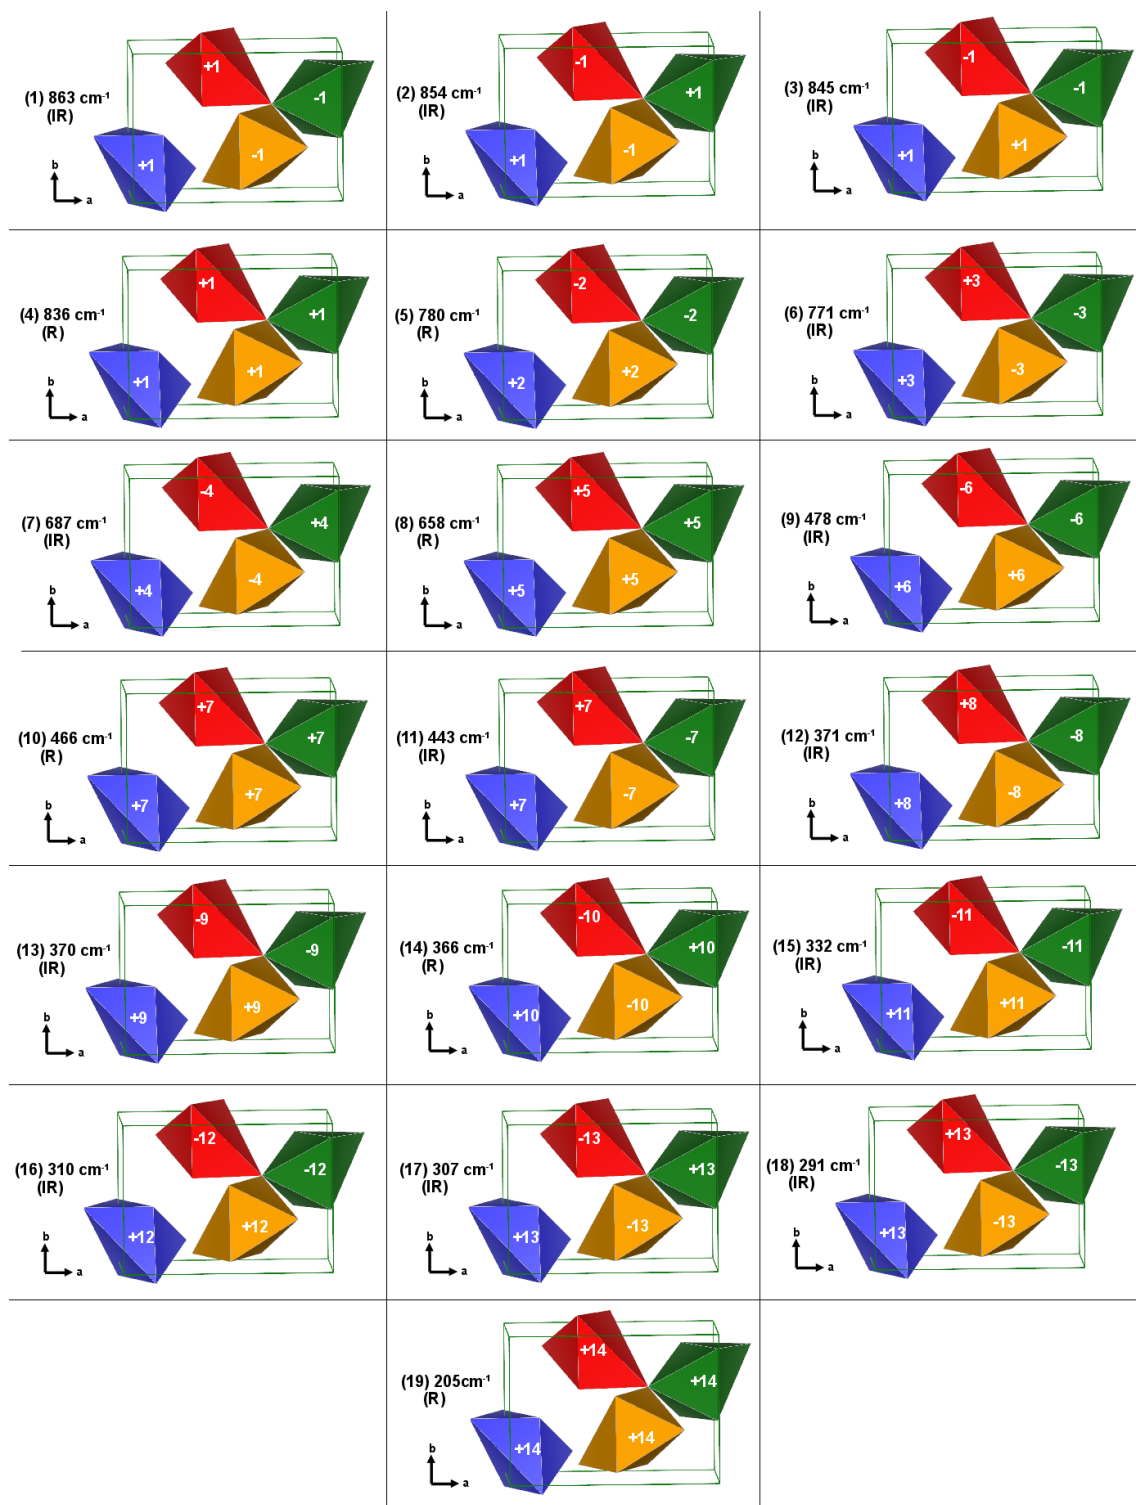 +1
-1
(1) 863 cm⁻¹
(IR)
+1
-1
b
a
-1
+1
(2) 854 cm⁻¹
(IR)
+1
-1
b
a
-1
-1
(3) 845 cm⁻¹
(IR)
+1
+1
b
a
+1
+1
(4) 836 cm⁻¹
(R)
+1
+1
b
a
-2
-2
(5) 780 cm⁻¹
(R)
+2
+2
b
a
+3
-3
(6) 771 cm⁻¹
(IR)
+3
-3
b
a
-4
+4
(7) 687 cm⁻¹
(IR)
+4
-4
b
a
+5
+5
(8) 658 cm⁻¹
(R)
+5
+5
b
a
-6
-6
(9) 478 cm⁻¹
(IR)
+6
+6
b
a
+7
+7
(10) 466 cm⁻¹
(R)
+7
+7
b
a
+7
-7
(11) 443 cm⁻¹
(IR)
+7
-7
b
a
+8
-8
(12) 371 cm⁻¹
(IR)
+8
-8
b
a
-9
-9
(13) 370 cm⁻¹
(IR)
+9
+9
b
a
-10
+10
(14) 366 cm⁻¹
(R)
+10
-10
b
a
-11
-11
(15) 332 cm⁻¹
(IR)
+11
+11
b
a
-12
-12
(16) 310 cm⁻¹
(IR)
+12
+12
b
a
-13
+13
(17) 307 cm⁻¹
(IR)
+13
-13
b
a
+13
-13
(18) 291 cm⁻¹
(IR)
+13
-13
b
a
+14
+14
(19) 205cm⁻¹
(R)
+14
+14
b
a